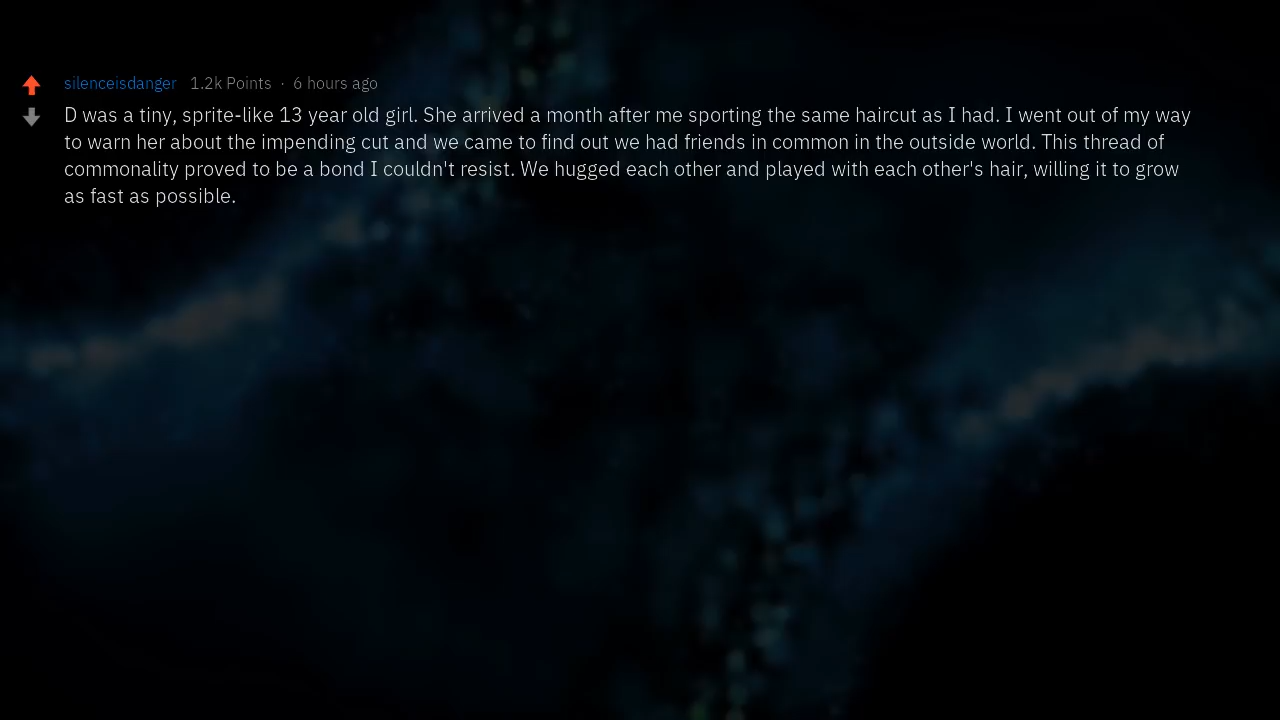 silenceisdanger 1.2k Points · 6 hours ago
D was a tiny, sprite-like 13 year old girl. She arrived a month after me sporting the same haircut as I had. I went out of my way
to warn her about the impending cut and we came to find out we had friends in common in the outside world. This thread of
commonality proved to be a bond I couldn't resist. We hugged each other and played with each other's hair, willing it to grow
as fast as possible.